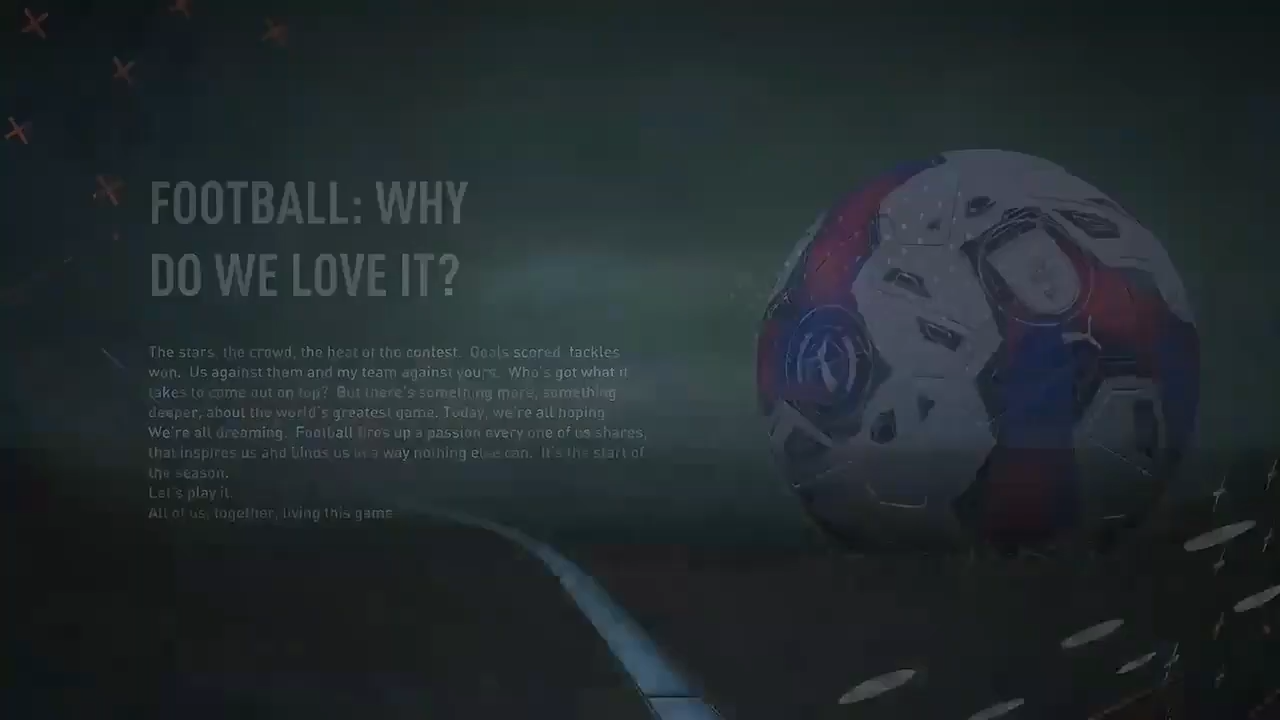 FOOTBALL: WHY
DO WE LOVE IT?
The stars, the crowd, the heat of the contest. Goals scored, tackles
won. Us against them and my team against yours. Who's got what it
takes to come out on top? But there's something more, something
deeper, about the world's greatest game. Today, we're all hoping
We're all dreaming. Football fires up a passion every one of us shares,
that inspires us and binds us in a way nothing else can. It's the start of
the season.
Let's play it.
All of us, together, living this game